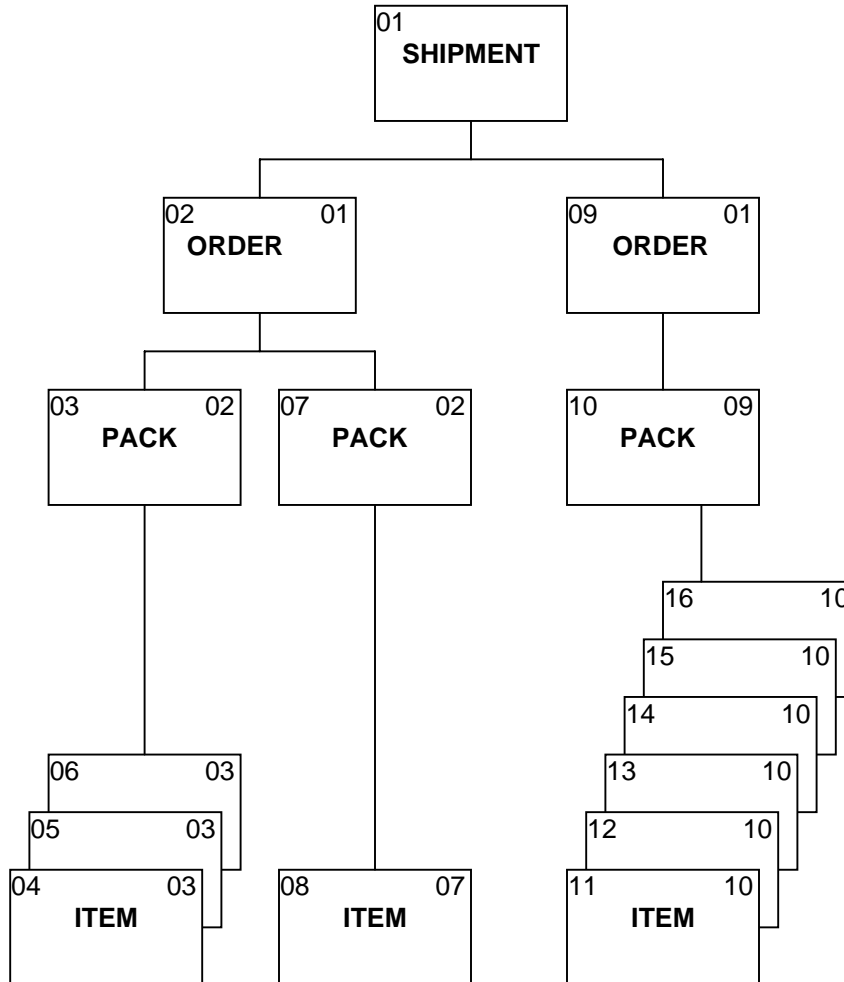 01
SHIPMENT
02 01
ORDER
09 01
ORDER
03 02
PACK
07 02
PACK
10 09
PACK
16 10
15 10
14 10
13 10
12 10
11 10
ITEM
06 03
05 03
04 03
ITEM
08 07
ITEM